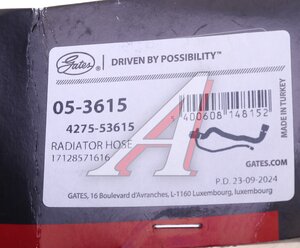 Gates
DRIVEN BY POSSIBILITY™
05-3615
4275-53615
RADIATOR HOSE
17128571616
5 400608 148152
MADE IN TURKEY
GATES.COM
P.D. 23-09-2024
GATES, 16 Boulevard d'Avranches, L-1160 Luxembourg, luxembourg